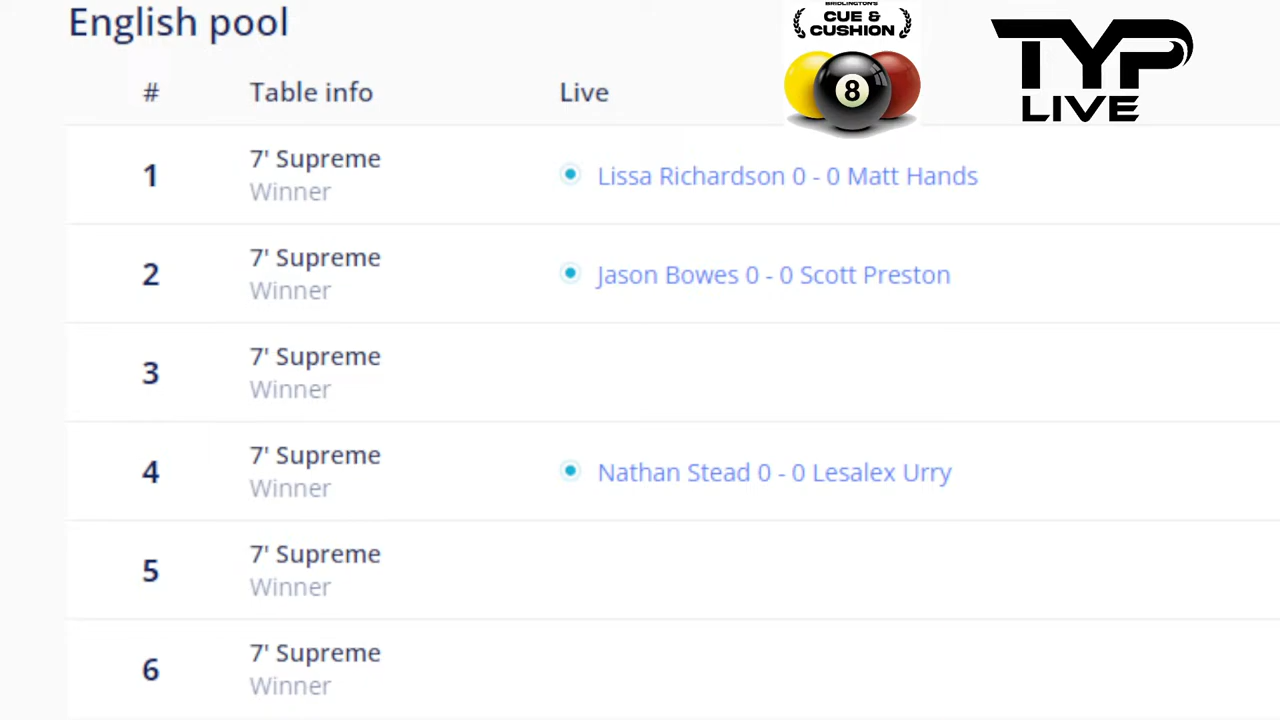 English pool
BRIDLINGTON'S
CUE &
CUSHION
8
TYP
LIVE
# Table info Live
1 7' Supreme
Winner
Lissa Richardson 0 - 0 Matt Hands
2 7' Supreme
Winner
Jason Bowes 0 - 0 Scott Preston
3 7' Supreme
Winner
4 7' Supreme
Winner
Nathan Stead 0 - 0 Lesalex Urry
5 7' Supreme
Winner
6 7' Supreme
Winner